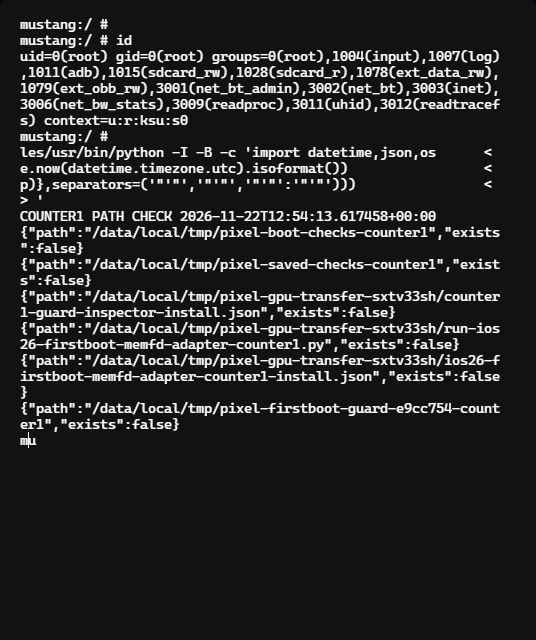 mustang:/ #
mustang:/ # id
uid=0(root) gid=0(root) groups=0(root),1004(input),1007(log)
,1011(adb),1015(sdcard_rw),1028(sdcard_r),1078(ext_data_rw),
1079(ext_obb_rw),3001(net_bt_admin),3002(net_bt),3003(inet),
3006(net_bw_stats),3009(readproc),3011(uhid),3012(readtracef
s) context=u:r:ksu:s0
mustang:/ #
les/usr/bin/python -I -B -c 'import datetime,json,os      <
e.now(datetime.timezone.utc).isoformat())                 <
p)},separators=('"'"','"'"','"'"':'"'"')))                <
> '
COUNTER1 PATH CHECK 2026-11-22T12:54:13.617458+00:00
{"path":"/data/local/tmp/pixel-boot-checks-counter1","exists
":false}
{"path":"/data/local/tmp/pixel-saved-checks-counter1","exist
s":false}
{"path":"/data/local/tmp/pixel-gpu-transfer-sxtv33sh/counter
1-guard-inspector-install.json","exists":false}
{"path":"/data/local/tmp/pixel-gpu-transfer-sxtv33sh/run-ios
26-firstboot-memfd-adapter-counter1.py","exists":false}
{"path":"/data/local/tmp/pixel-gpu-transfer-sxtv33sh/ios26-f
irstboot-memfd-adapter-counter1-install.json","exists":false
}
{"path":"/data/local/tmp/pixel-firstboot-guard-e9cc754-count
er1","exists":false}
mu